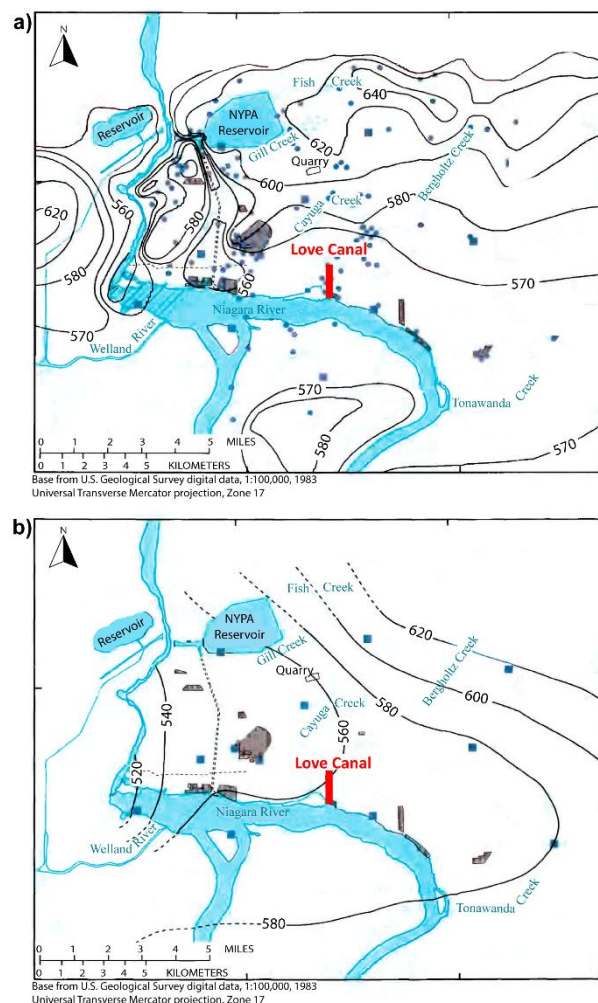 a)
N
Fish Creek
640
NYPA
Reservoir
Reservoir
620
Gill Creek
Quarry
600
Bergholtz Creek
Cayuga Creek
580
620
560
580
580
Love Canal
570
560
570
Niagara River
Welland River
570
580
Tonawanda Creek
570
0 1 2 3 4 5 MILES
0 1 2 3 4 5 KILOMETERS
Base from U.S. Geological Survey digital data, 1:100,000, 1983
Universal Transverse Mercator projection, Zone 17
b)
N
Fish Creek
NYPA
Reservoir
Reservoir
620
Gill Creek
Bergholtz Creek
Quarry
600
580
Cayuga Creek
540
560
Love Canal
520
Niagara River
Welland River
Tonawanda Creek
580
0 1 2 3 4 5 MILES
0 1 2 3 4 5 KILOMETERS
Base from U.S. Geological Survey digital data, 1:100,000, 1983
Universal Transverse Mercator projection, Zone 17